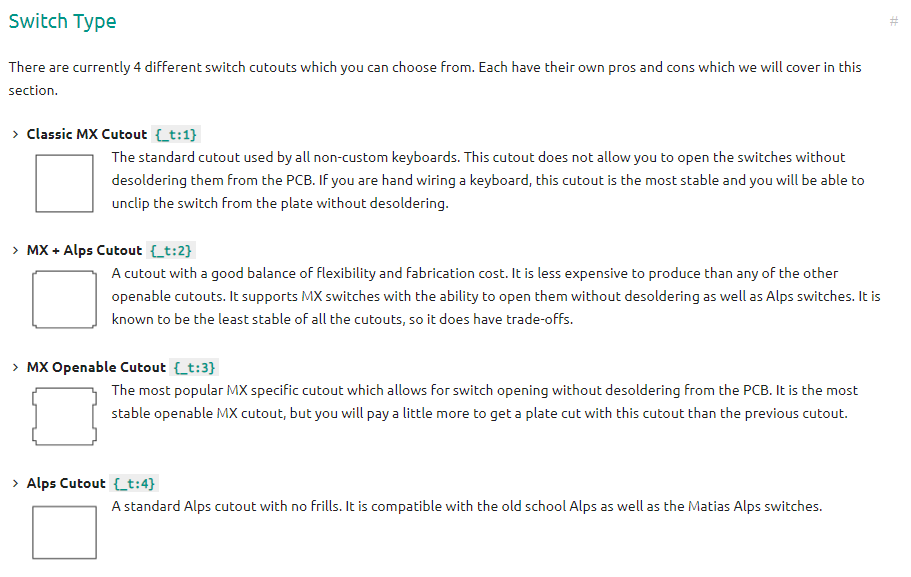 Switch Type #
There are currently 4 different switch cutouts which you can choose from. Each have their own pros and cons which we will cover in this
section.
> Classic MX Cutout {_t:1}
The standard cutout used by all non-custom keyboards. This cutout does not allow you to open the switches without
desoldering them from the PCB. If you are hand wiring a keyboard, this cutout is the most stable and you will be able to
unclip the switch from the plate without desoldering.
> MX + Alps Cutout {_t:2}
A cutout with a good balance of flexibility and fabrication cost. It is less expensive to produce than any of the other
openable cutouts. It supports MX switches with the ability to open them without desoldering as well as Alps switches. It is
known to be the least stable of all the cutouts, so it does have trade-offs.
> MX Openable Cutout {_t:3}
The most popular MX specific cutout which allows for switch opening without desoldering from the PCB. It is the most
stable openable MX cutout, but you will pay a little more to get a plate cut with this cutout than the previous cutout.
> Alps Cutout {_t:4}
A standard Alps cutout with no frills. It is compatible with the old school Alps as well as the Matias Alps switches.